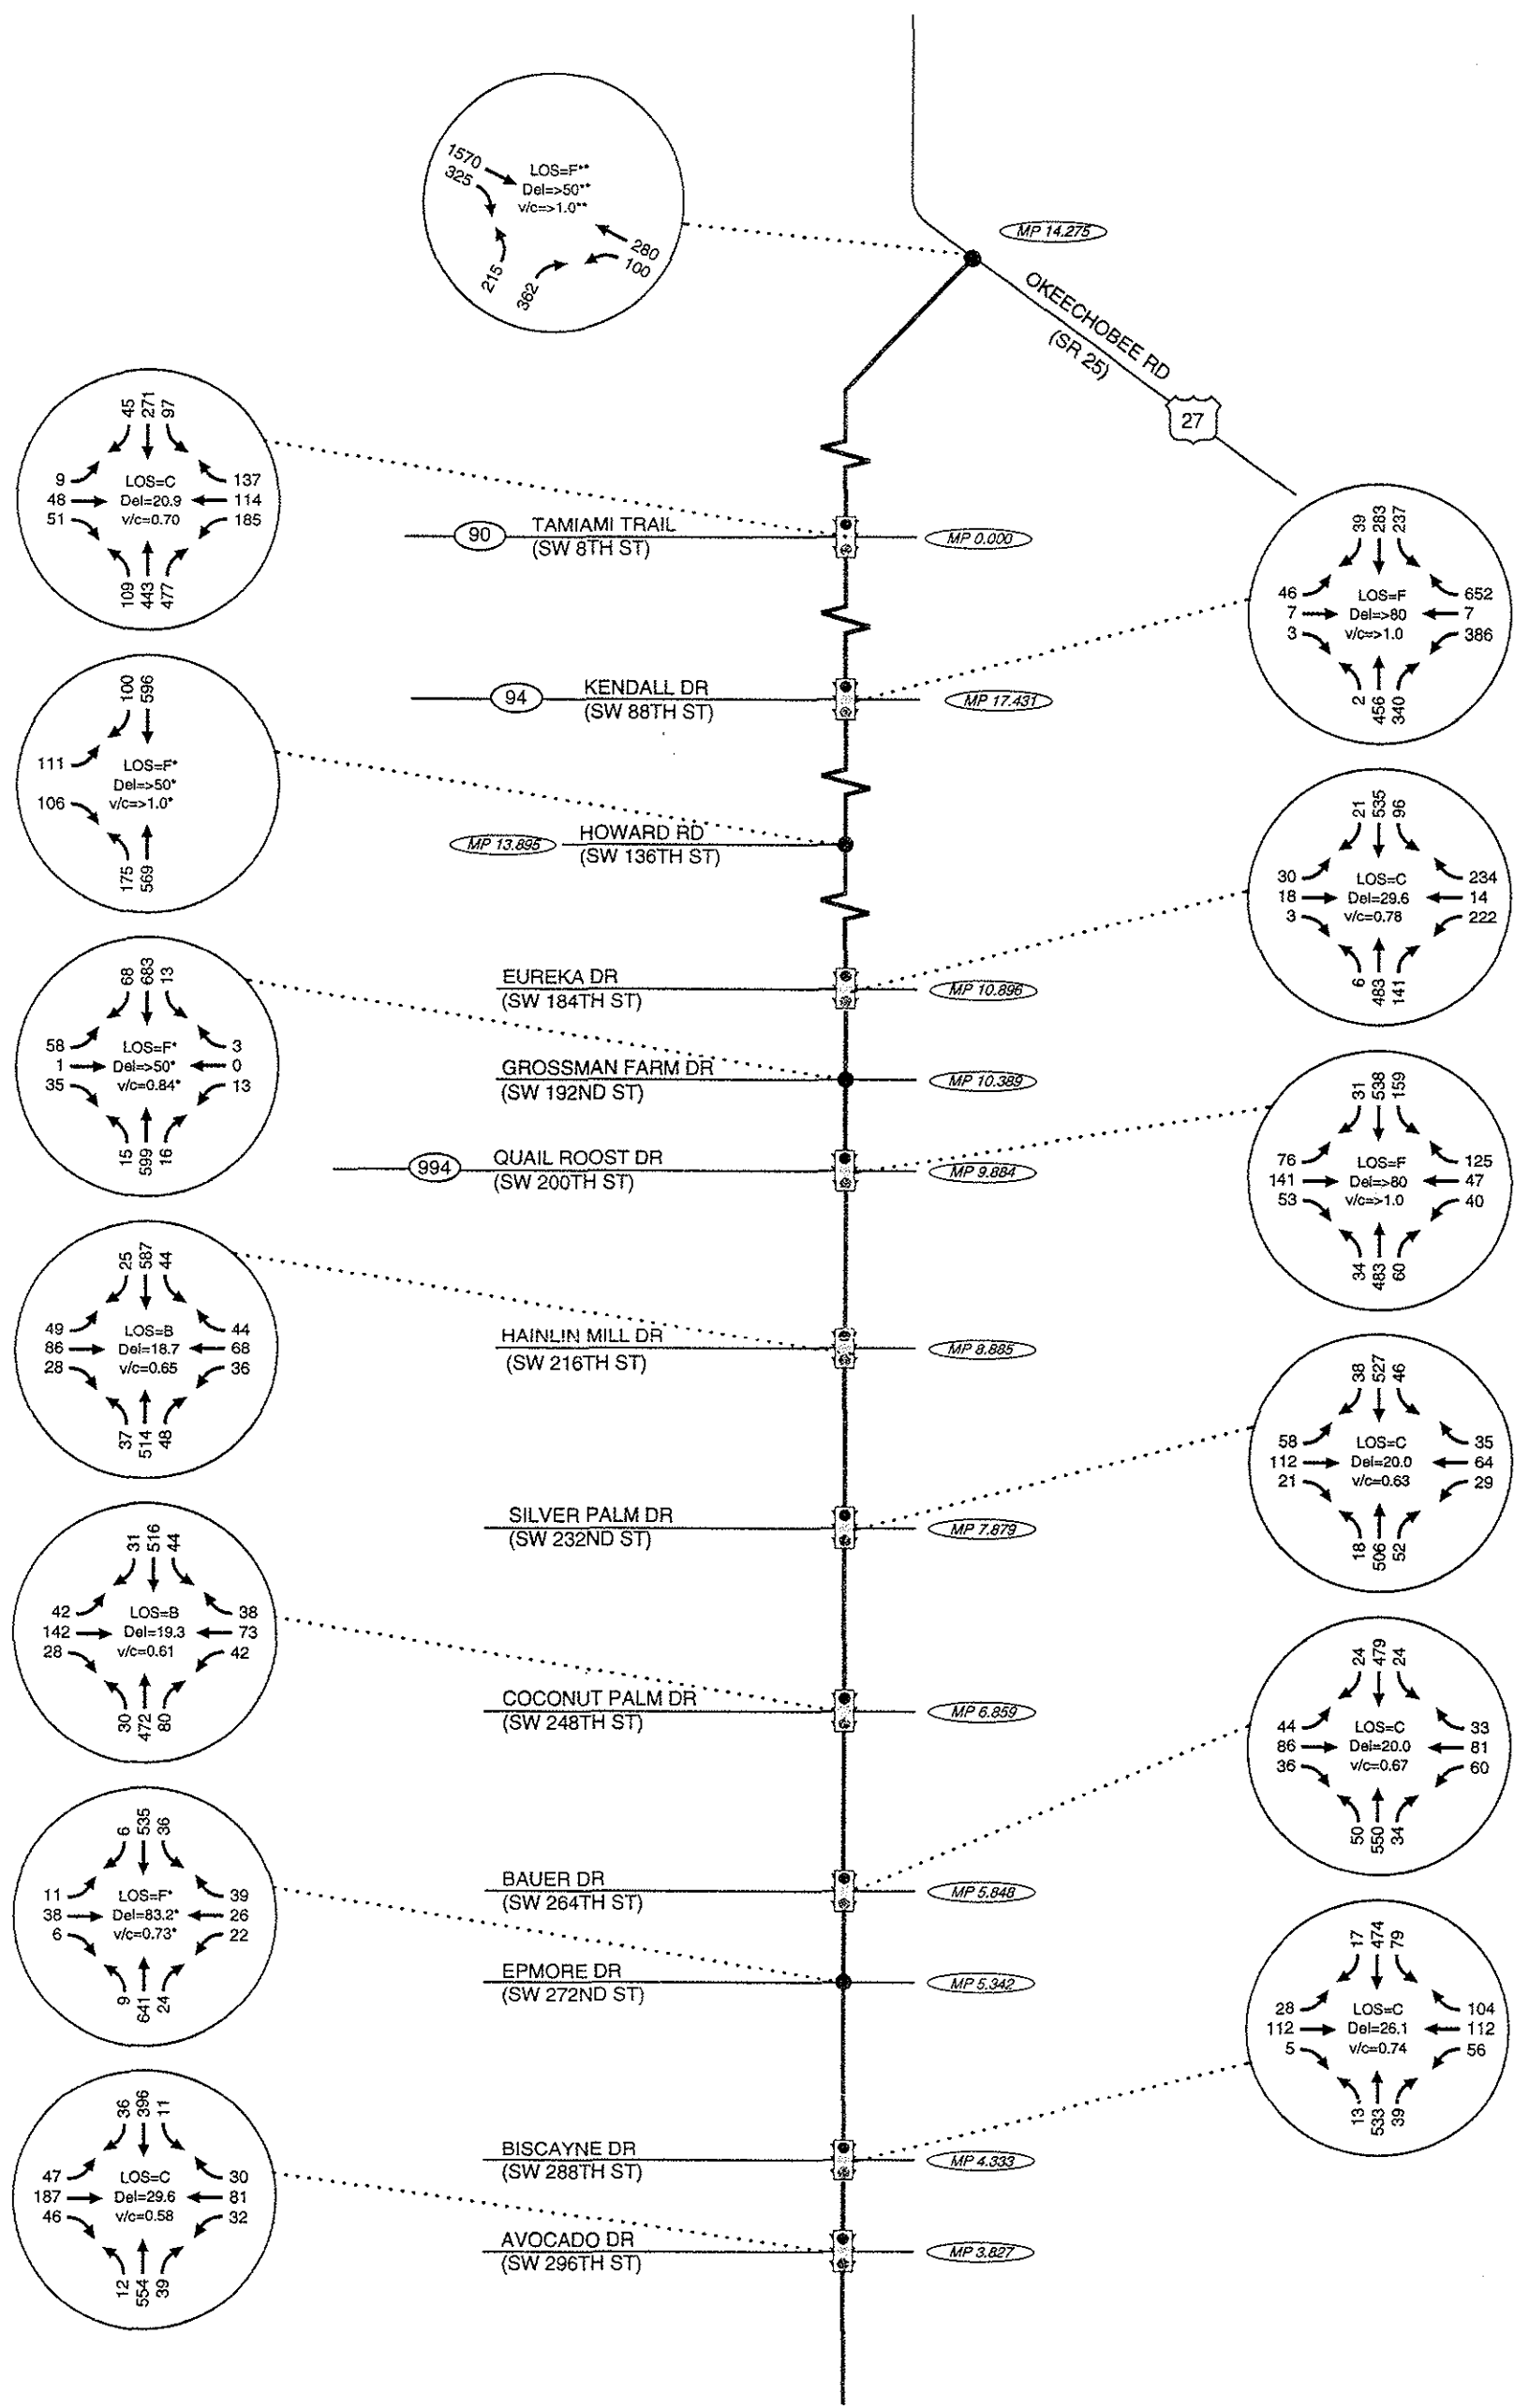 1570
325
LOS=F**
Del=>50**
v/c=>1.0**
280
100
215
362
MP 14.275
OKEECHOBEE RD
(SR 25)
27
45 271 97
9
48
51
LOS=C
Del=20.9
v/c=0.70
137
114
185
109 443 477
90
TAMIAMI TRAIL
(SW 8TH ST)
MP 0.000
39 283 237
46
7
3
LOS=F
Del=>80
v/c=>1.0
652
7
386
2 456 340
94
KENDALL DR
(SW 88TH ST)
MP 17.431
100 596
111
106
LOS=F*
Del=>50*
v/c=>1.0*
175 569
MP 13.895
HOWARD RD
(SW 136TH ST)
21 535 96
30
18
3
LOS=C
Del=29.6
v/c=0.78
234
14
222
6 483 141
EUREKA DR
(SW 184TH ST)
MP 10.896
68 683 13
58
1
35
LOS=F*
Del=>50*
v/c=0.84*
3
0
13
15 599 16
GROSSMAN FARM DR
(SW 192ND ST)
MP 10.389
31 538 159
76
141
53
LOS=F
Del=>80
v/c=>1.0
125
47
40
34 483 60
994
QUAIL ROOST DR
(SW 200TH ST)
MP 9.884
25 587 44
49
86
28
LOS=B
Del=18.7
v/c=0.65
44
68
36
37 514 48
HAINLIN MILL DR
(SW 216TH ST)
MP 8.885
38 527 46
58
112
21
LOS=C
Del=20.0
v/c=0.63
35
64
29
18 506 52
SILVER PALM DR
(SW 232ND ST)
MP 7.879
31 516 44
42
142
28
LOS=B
Del=19.3
v/c=0.61
38
73
42
30 472 80
COCONUT PALM DR
(SW 248TH ST)
MP 6.859
24 479 24
44
86
36
LOS=C
Del=20.0
v/c=0.67
33
81
60
50 550 34
BAUER DR
(SW 264TH ST)
MP 5.848
6 535 36
11
38
6
LOS=F*
Del=83.2*
v/c=0.73*
39
26
22
9 641 24
EPMORE DR
(SW 272ND ST)
MP 5.342
17 474 79
28
112
5
LOS=C
Del=26.1
v/c=0.74
104
112
56
13 533 39
BISCAYNE DR
(SW 288TH ST)
MP 4.333
36 396 11
47
187
46
LOS=C
Del=29.6
v/c=0.58
30
81
32
12 554 39
AVOCADO DR
(SW 296TH ST)
MP 3.827